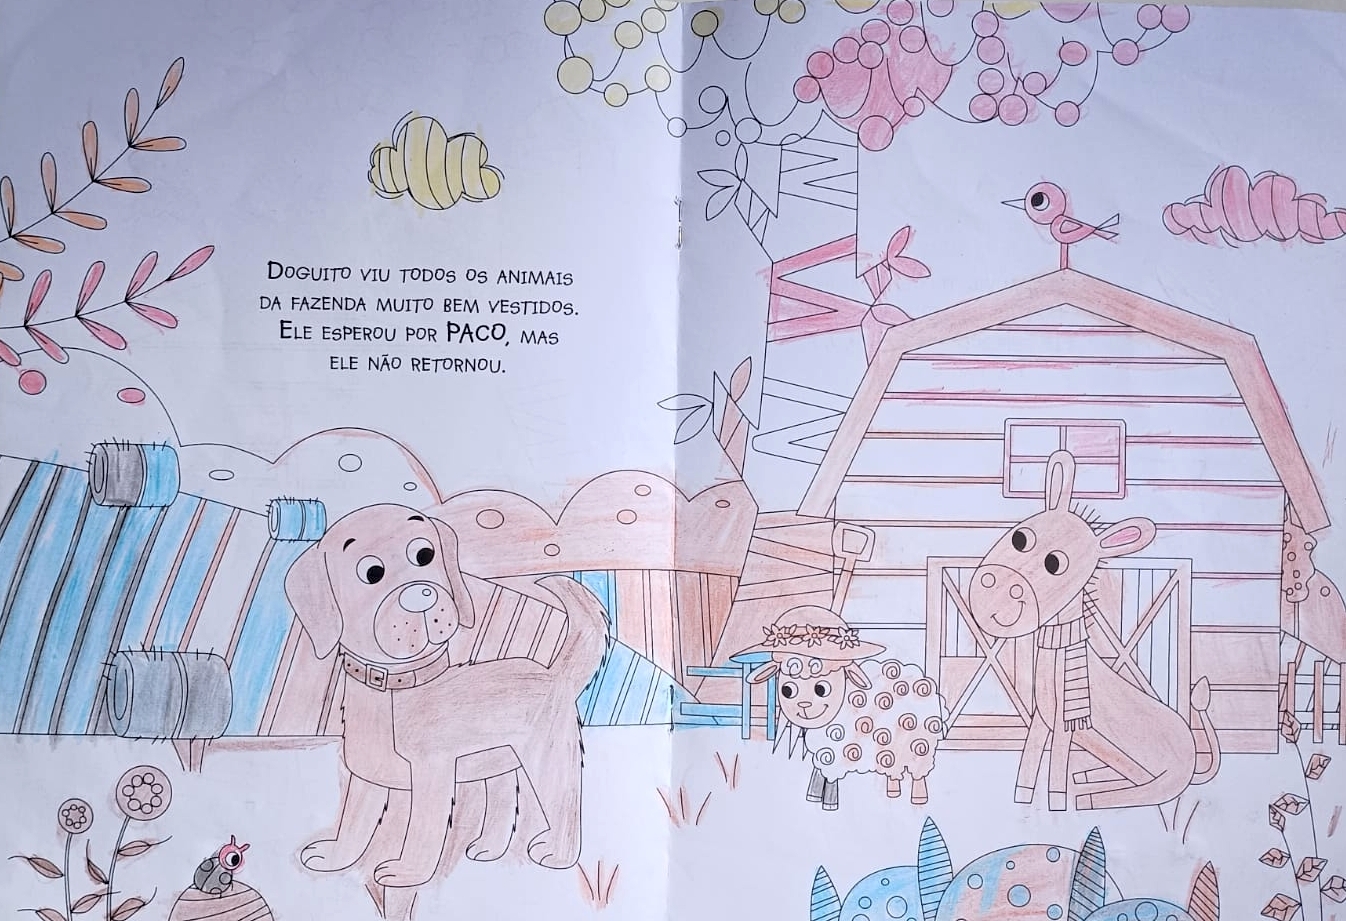 DOGUITO VIU TODOS OS ANIMAIS
DA FAZENDA MUITO BEM VESTIDOS.
ELE ESPEROU POR PACO, MAS
ELE NÃO RETORNOU.